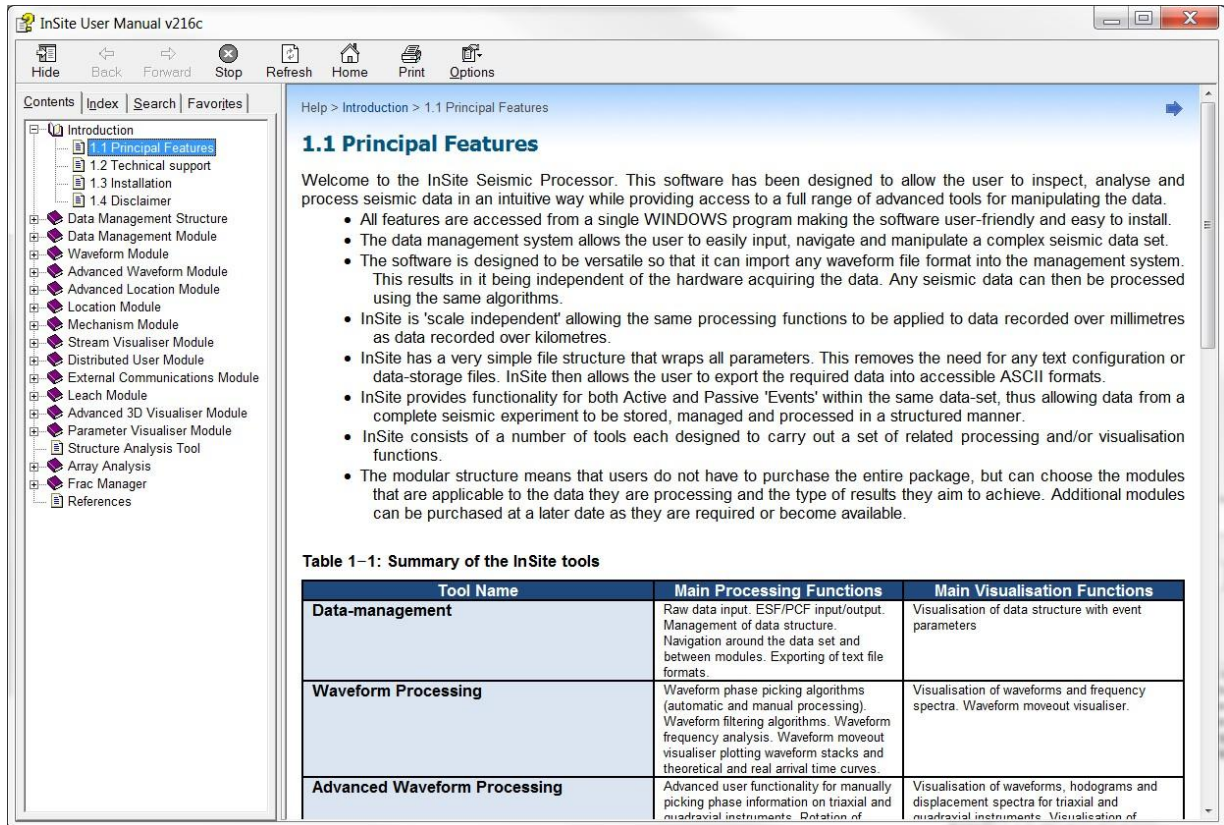 InSite User Manual v216c
Hide Back Forward Stop Refresh Home Print Options
Contents Index Search Favorites
Introduction
1.1 Principal Features
1.2 Technical support
1.3 Installation
1.4 Disclaimer
Data Management Structure
Data Management Module
Waveform Module
Advanced Waveform Module
Advanced Location Module
Location Module
Mechanism Module
Stream Visualiser Module
Distributed User Module
External Communications Module
Leach Module
Advanced 3D Visualiser Module
Parameter Visualiser Module
Structure Analysis Tool
Array Analysis
Frac Manager
References
Help > Introduction > 1.1 Principal Features
1.1 Principal Features
Welcome to the InSite Seismic Processor. This software has been designed to allow the user to inspect, analyse and
process seismic data in an intuitive way while providing access to a full range of advanced tools for manipulating the data.
• All features are accessed from a single WINDOWS program making the software user-friendly and easy to install.
• The data management system allows the user to easily input, navigate and manipulate a complex seismic data set.
• The software is designed to be versatile so that it can import any waveform file format into the management system.
This results in it being independent of the hardware acquiring the data. Any seismic data can then be processed
using the same algorithms.
• InSite is 'scale independent' allowing the same processing functions to be applied to data recorded over millimetres
as data recorded over kilometres.
• InSite has a very simple file structure that wraps all parameters. This removes the need for any text configuration or
data-storage files. InSite then allows the user to export the required data into accessible ASCII formats.
• InSite provides functionality for both Active and Passive 'Events' within the same data-set, thus allowing data from a
complete seismic experiment to be stored, managed and processed in a structured manner.
• InSite consists of a number of tools each designed to carry out a set of related processing and/or visualisation
functions.
• The modular structure means that users do not have to purchase the entire package, but can choose the modules
that are applicable to the data they are processing and the type of results they aim to achieve. Additional modules
can be purchased at a later date as they are required or become available.
Table 1-1: Summary of the InSite tools
Tool Name Main Processing Functions Main Visualisation Functions
Data-management
Raw data input. ESF/PCF input/output.
Management of data structure.
Navigation around the data set and
between modules. Exporting of text file
formats.
Visualisation of data structure with event
parameters
Waveform Processing
Waveform phase picking algorithms
(automatic and manual processing).
Waveform filtering algorithms. Waveform
frequency analysis. Waveform moveout
visualiser plotting waveform stacks and
theoretical and real arrival time curves.
Visualisation of waveforms and frequency
spectra. Waveform moveout visualiser.
Advanced Waveform Processing
Advanced user functionality for manually
picking phase information on triaxial and
quadraxial instruments. Rotation of
Visualisation of waveforms, hodograms and
displacement spectra for triaxial and
quadraxial instruments. Visualisation of